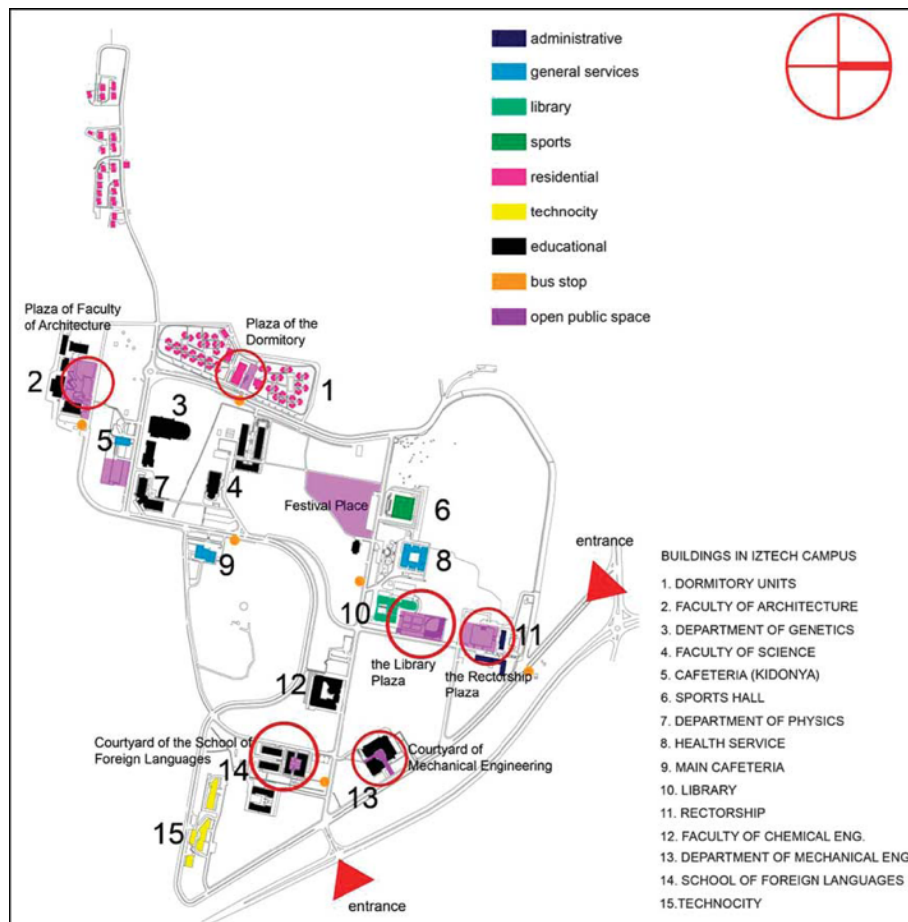 administrative
general services
library
sports
residential
technocity
educational
bus stop
open public space
Plaza of Faculty
of Architecture
Plaza of the
Dormitory
2
1
3
5
7
4
Festival Place
6
entrance
9
8
10
11
the Library
Plaza
the Rectorship
Plaza
12
Courtyard of the School of
Foreign Languages
Courtyard of
Mechanical Engineering
14
13
15
entrance
BUILDINGS IN IZTECH CAMPUS
1. DORMITORY UNITS
2. FACULTY OF ARCHITECTURE
3. DEPARTMENT OF GENETICS
4. FACULTY OF SCIENCE
5. CAFETERIA (KIDONYA)
6. SPORTS HALL
7. DEPARTMENT OF PHYSICS
8. HEALTH SERVICE
9. MAIN CAFETERIA
10. LIBRARY
11. RECTORSHIP
12. FACULTY OF CHEMICAL ENG.
13. DEPARTMENT OF MECHANICAL ENG
14. SCHOOL OF FOREIGN LANGUAGES
15.TECHNOCITY